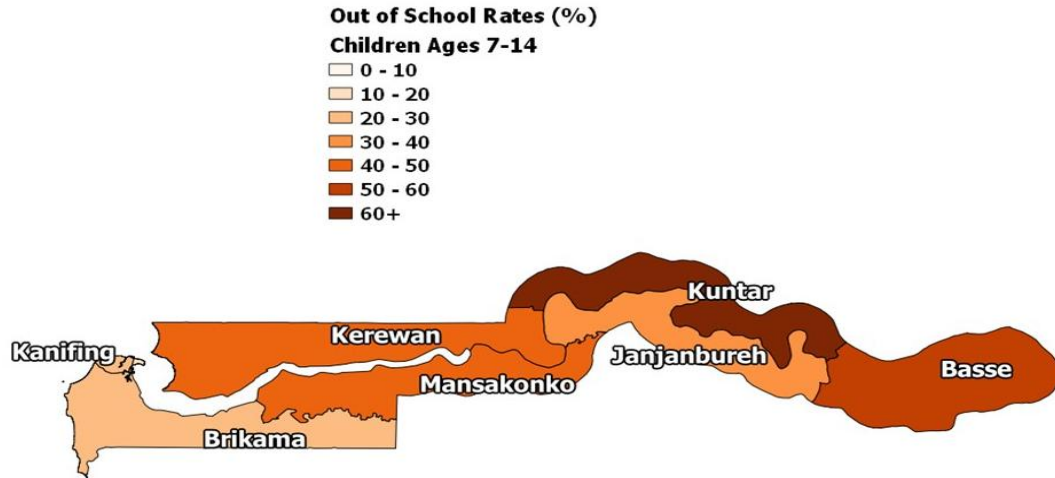 Out of School Rates (%)
Children Ages 7-14
0 - 10
10 - 20
20 - 30
30 - 40
40 - 50
50 - 60
60+
Kuntar
Kerewan
Kanifing
Janjanbureh
Basse
Mansakonko
Brikama